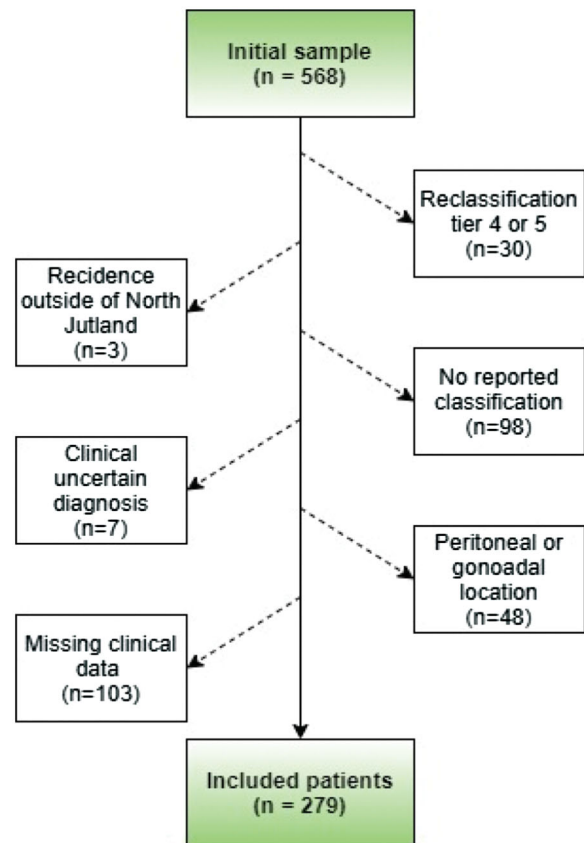 Initial sample
(n = 568)
Reclassification
tier 4 or 5
(n=30)
Recidence
outside of North
Jutland
(n=3)
No reported
classification
(n=98)
Clinical
uncertain
diagnosis
(n=7)
Peritoneal or
gonoadal
location
(n=48)
Missing clinical
data
(n=103)
Included patients
(n = 279)